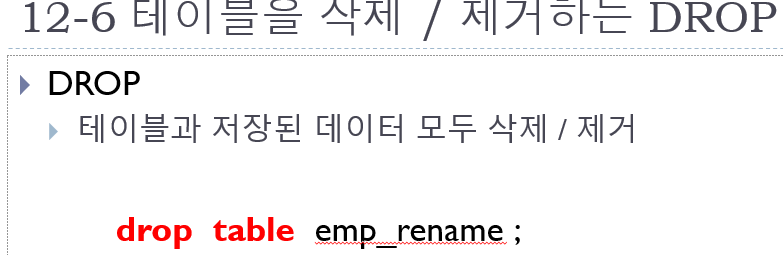 12-6 테이블을 삭제 / 제거하는 DROP
DROP
테이블과 저장된 데이터 모두 삭제 / 제거
drop table emp_rename ;